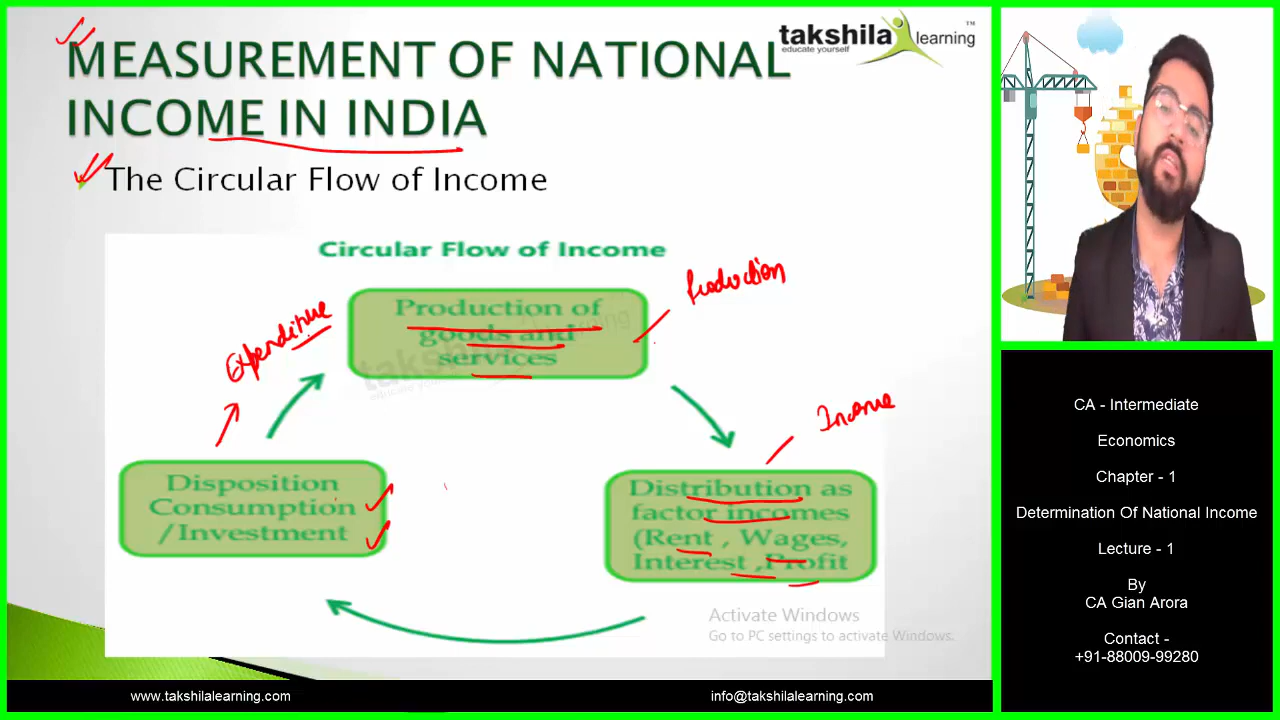 MEASUREMENT OF NATIONAL
INCOME IN INDIA
takshila learning
TM
educate yourself
The Circular Flow of Income
Circular Flow of Income
Production of
goods and
services
Production
Expenditure
takshila learning
Income
Disposition
Consumption
/Investment
Distribution as
factor incomes
(Rent , Wages,
Interest ,Profit
Activate Windows
Go to PC settings to activate Windows.
CA - Intermediate
Economics
Chapter - 1
Determination Of National Income
Lecture - 1
By
CA Gian Arora
Contact -
+91-88009-99280
www.takshilalearning.com
info@takshilalearning.com